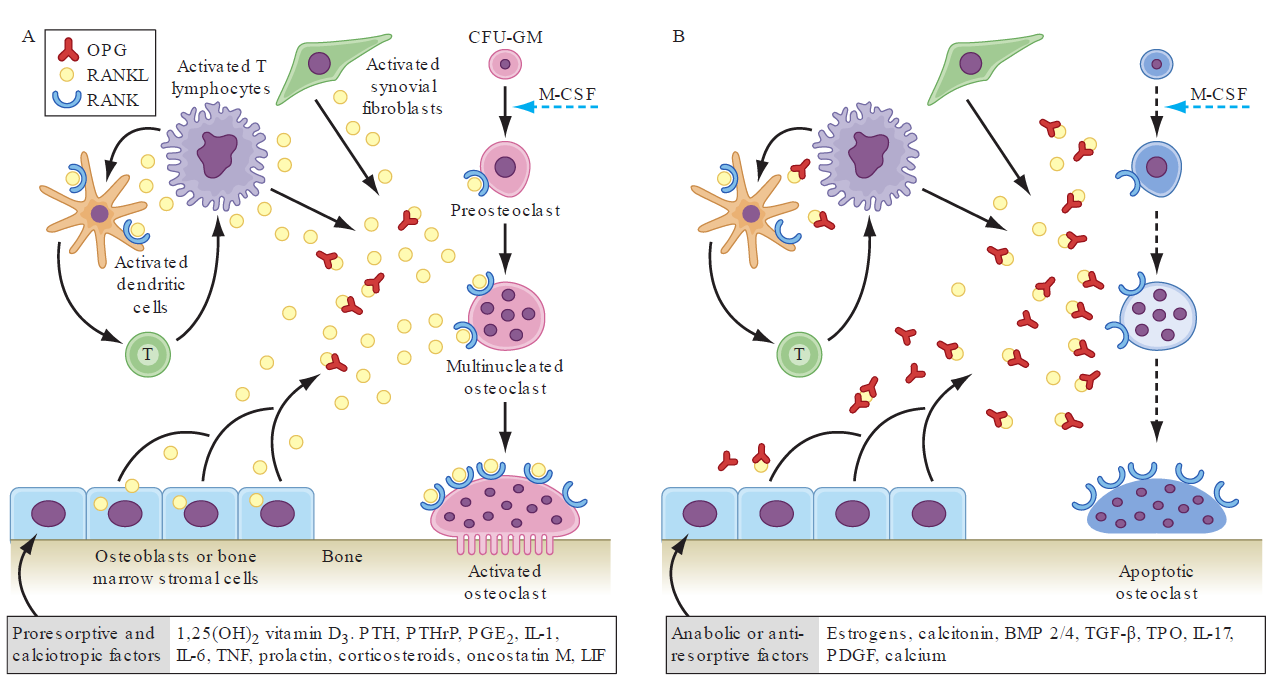 A
OPG
RANKL
RANK
Activated T
lymphocytes
Activated
synovial
fibroblasts
CFU-GM
M-CSF
Preosteoclast
Activated
dendritic
cells
T
Multinucleated
osteoclast
Osteoblasts or bone
marrow stromal cells
Bone
Activated
osteoclast
Proresorptive and
calciotropic factors
1,25(OH)2 vitamin D3. PTH, PTHrP, PGE2, IL-1,
IL-6, TNF, prolactin, corticosteroids, oncostatin M, LIF
B
M-CSF
T
Apoptotic
osteoclast
Anabolic or anti-
resorptive factors
Estrogens, calcitonin, BMP 2/4, TGF-β, TPO, IL-17,
PDGF, calcium